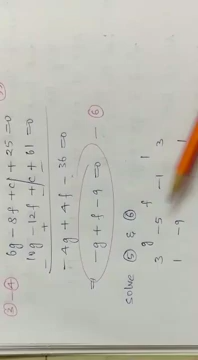 ③-④
6g - 8f + c + 25 = 0
10g - 12f + c + 61 = 0
+
-4g + 4f - 36 = 0
⇒ -g + f - 9 = 0 — ⑥
solve ⑤ & ⑥
g f 1
3 -5 -1 3
1 -9 1